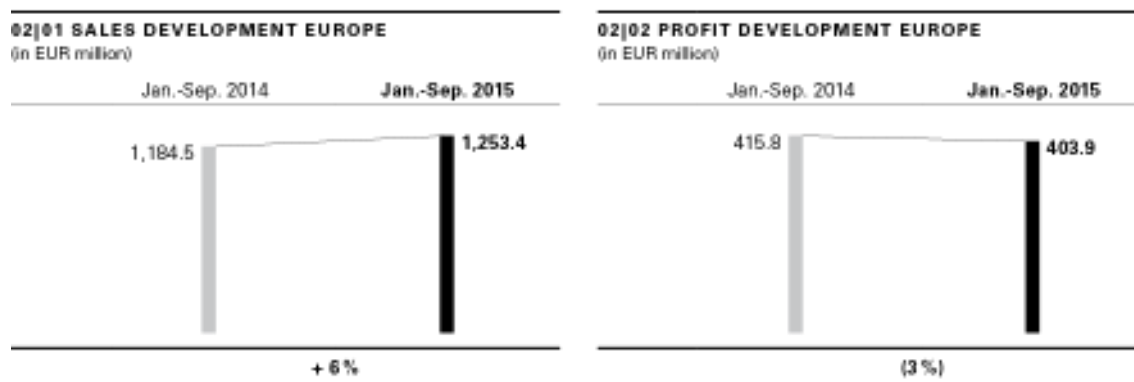 02|01 SALES DEVELOPMENT EUROPE
(in EUR million)
Jan.-Sep. 2014 Jan.-Sep. 2015
1,184.5 1,253.4
+ 6 %
02|02 PROFIT DEVELOPMENT EUROPE
(in EUR million)
Jan.-Sep. 2014 Jan.-Sep. 2015
415.8 403.9
(3 %)